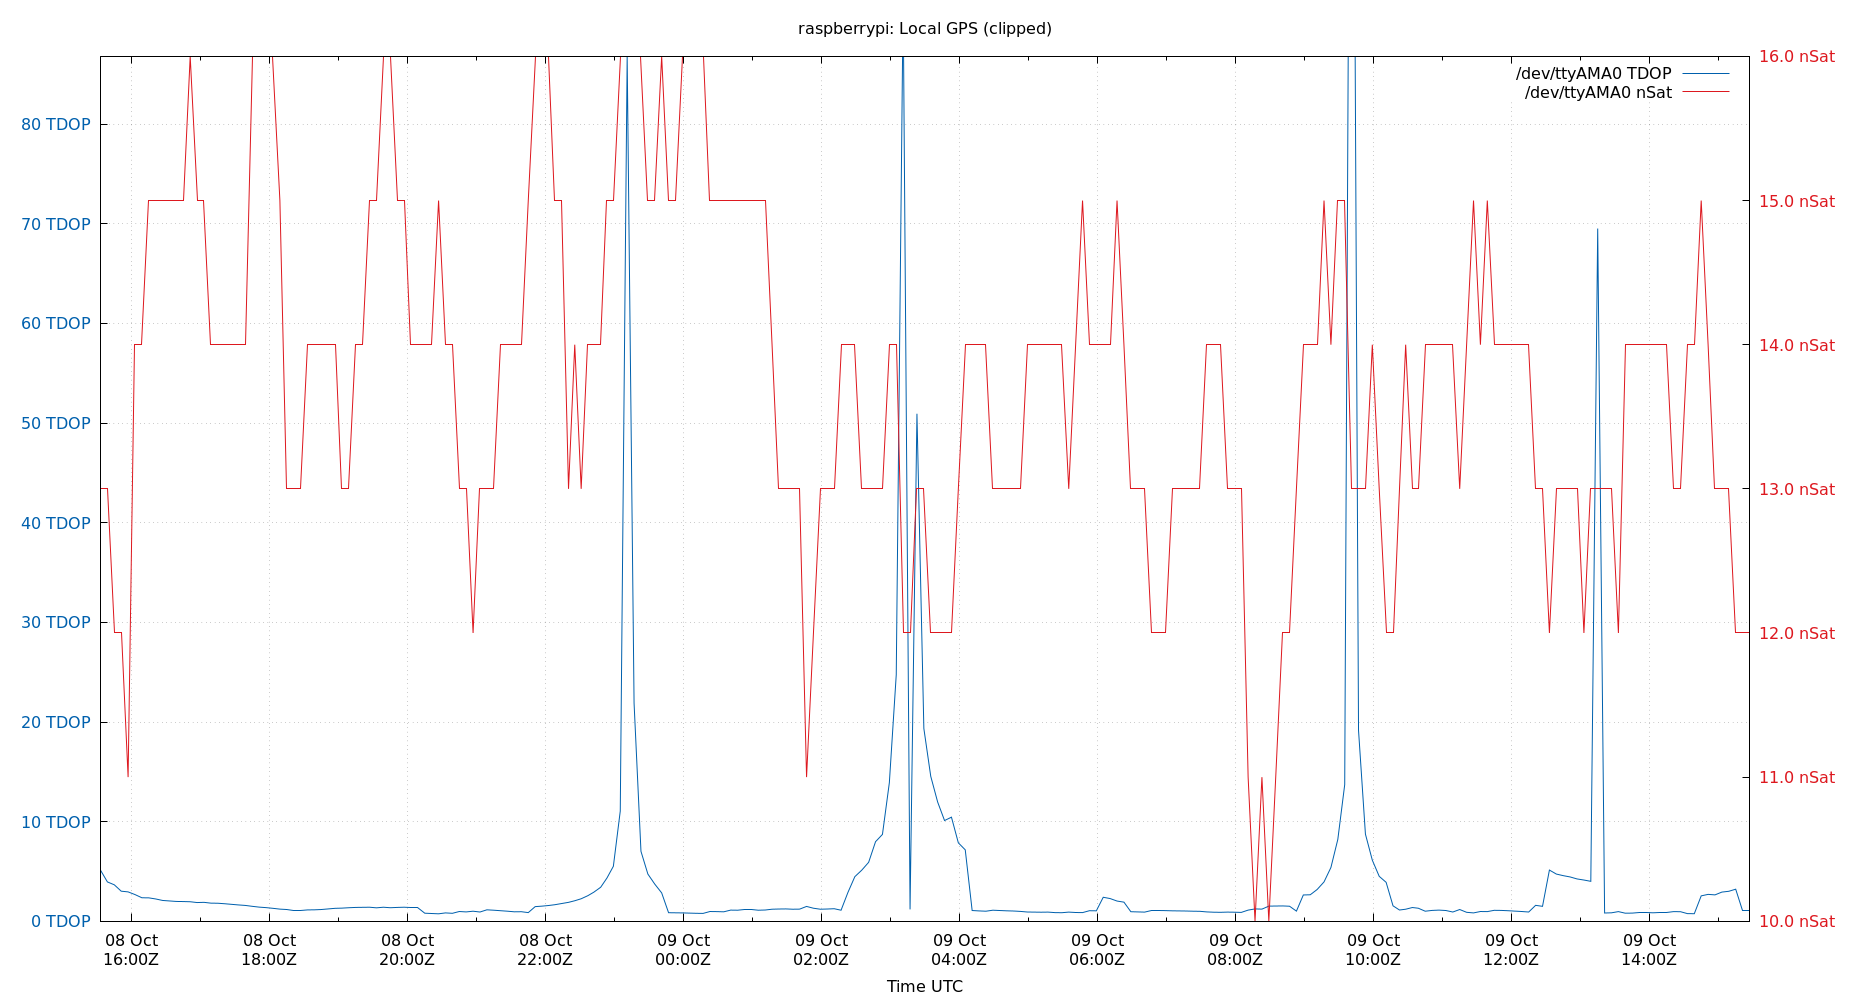 raspberrypi: Local GPS (clipped)
/dev/ttyAMA0 TDOP
/dev/ttyAMA0 nSat
80 TDOP
70 TDOP
60 TDOP
50 TDOP
40 TDOP
30 TDOP
20 TDOP
10 TDOP
0 TDOP
16.0 nSat
15.0 nSat
14.0 nSat
13.0 nSat
12.0 nSat
11.0 nSat
10.0 nSat
08 Oct
16:00Z
08 Oct
18:00Z
08 Oct
20:00Z
08 Oct
22:00Z
09 Oct
00:00Z
09 Oct
02:00Z
09 Oct
04:00Z
09 Oct
06:00Z
09 Oct
08:00Z
09 Oct
10:00Z
09 Oct
12:00Z
09 Oct
14:00Z
Time UTC